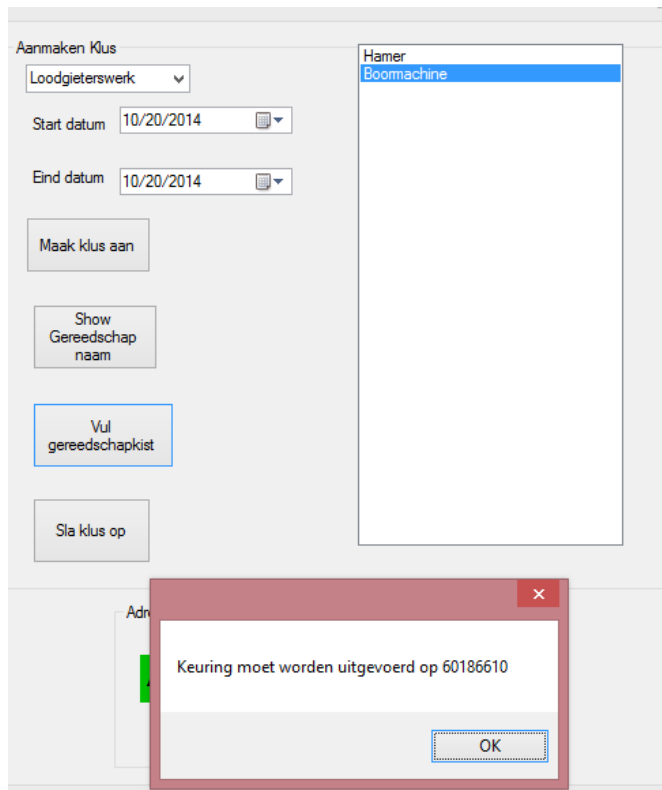 Aanmaken Klus
Loodgieterswerk
Start datum 10/20/2014
Eind datum 10/20/2014
Maak klus aan
Show
Gereedschap
naam
Vul
gereedschapkist
Sla klus op
Hamer
Boormachine
Keuring moet worden uitgevoerd op 60186610
OK